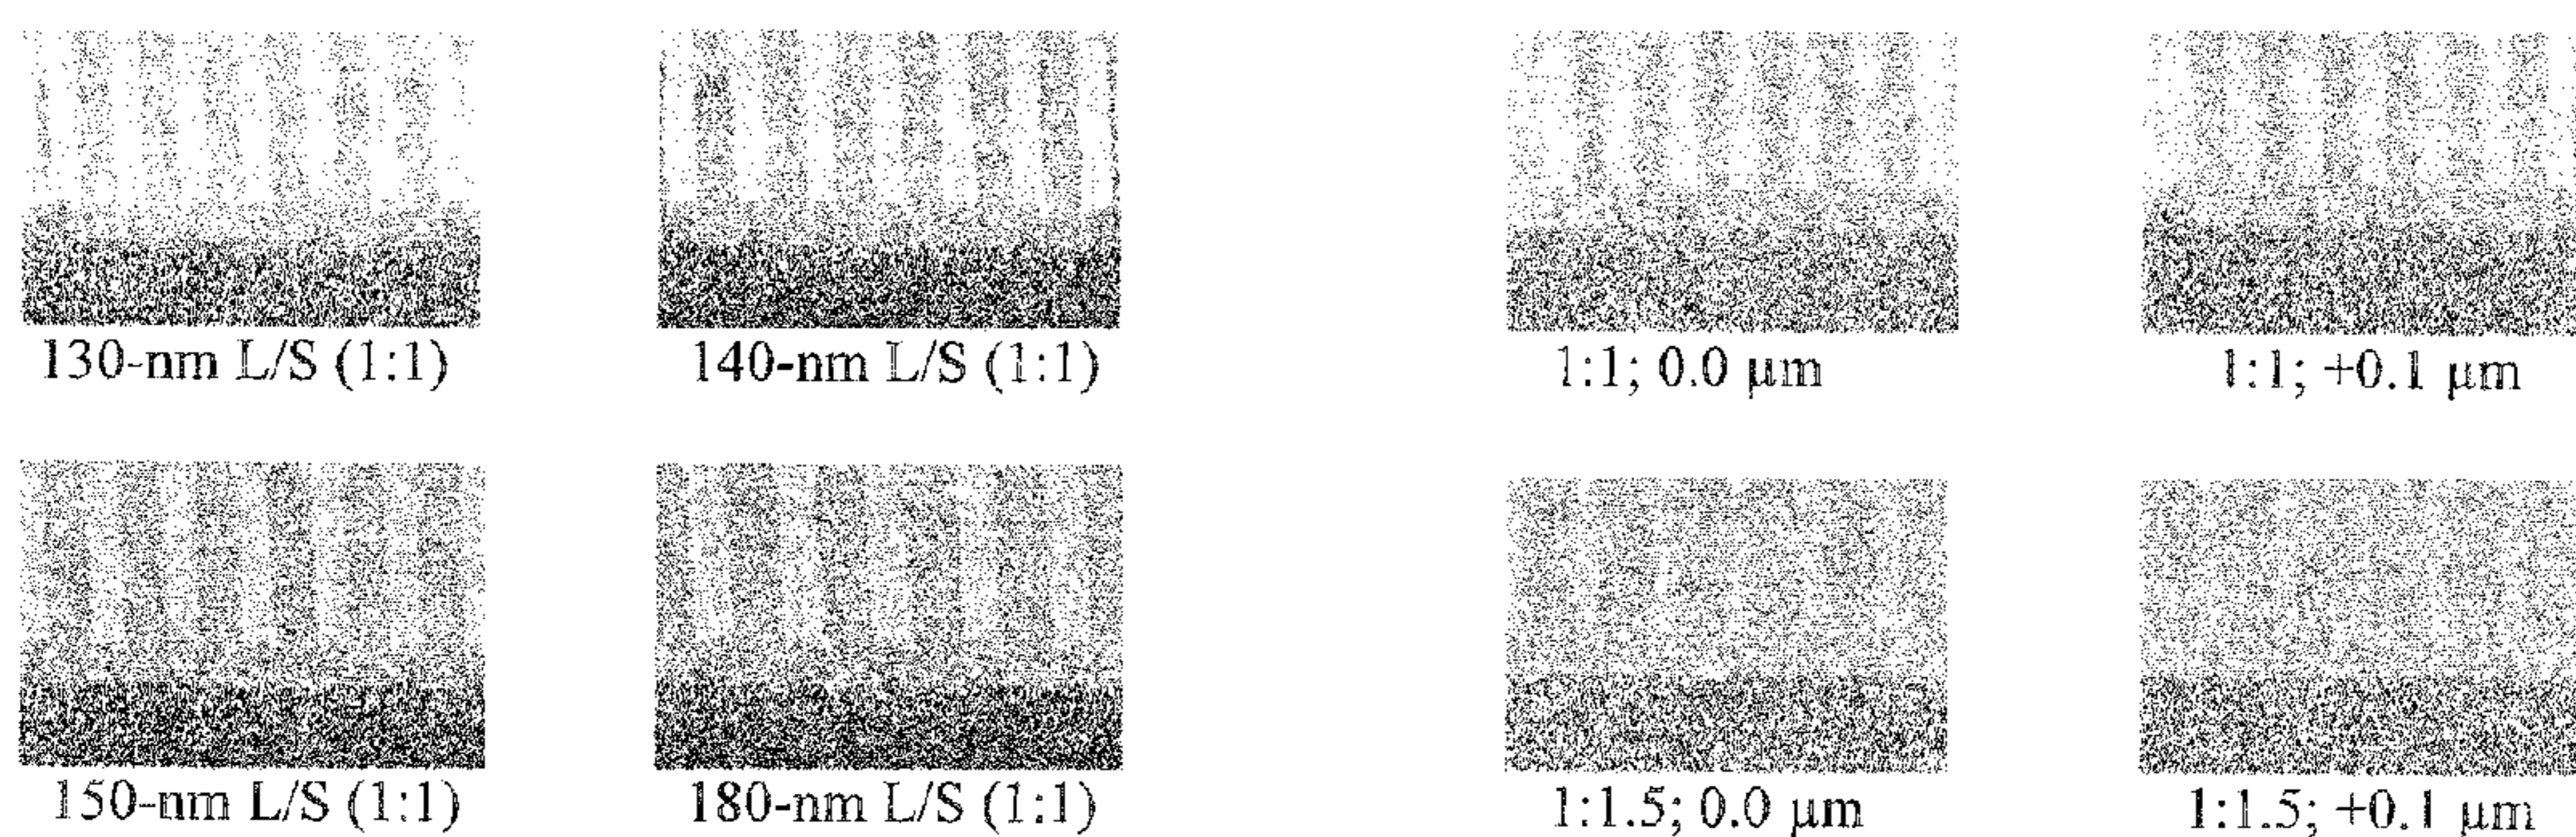 130-nm L/S (1:1)
140-nm L/S (1:1)
1:1; 0.0 µm
1:1; +0.1 µm
150-nm L/S (1:1)
180-nm L/S (1:1)
1:1.5; 0.0 µm
1:1.5; +0.1 µm